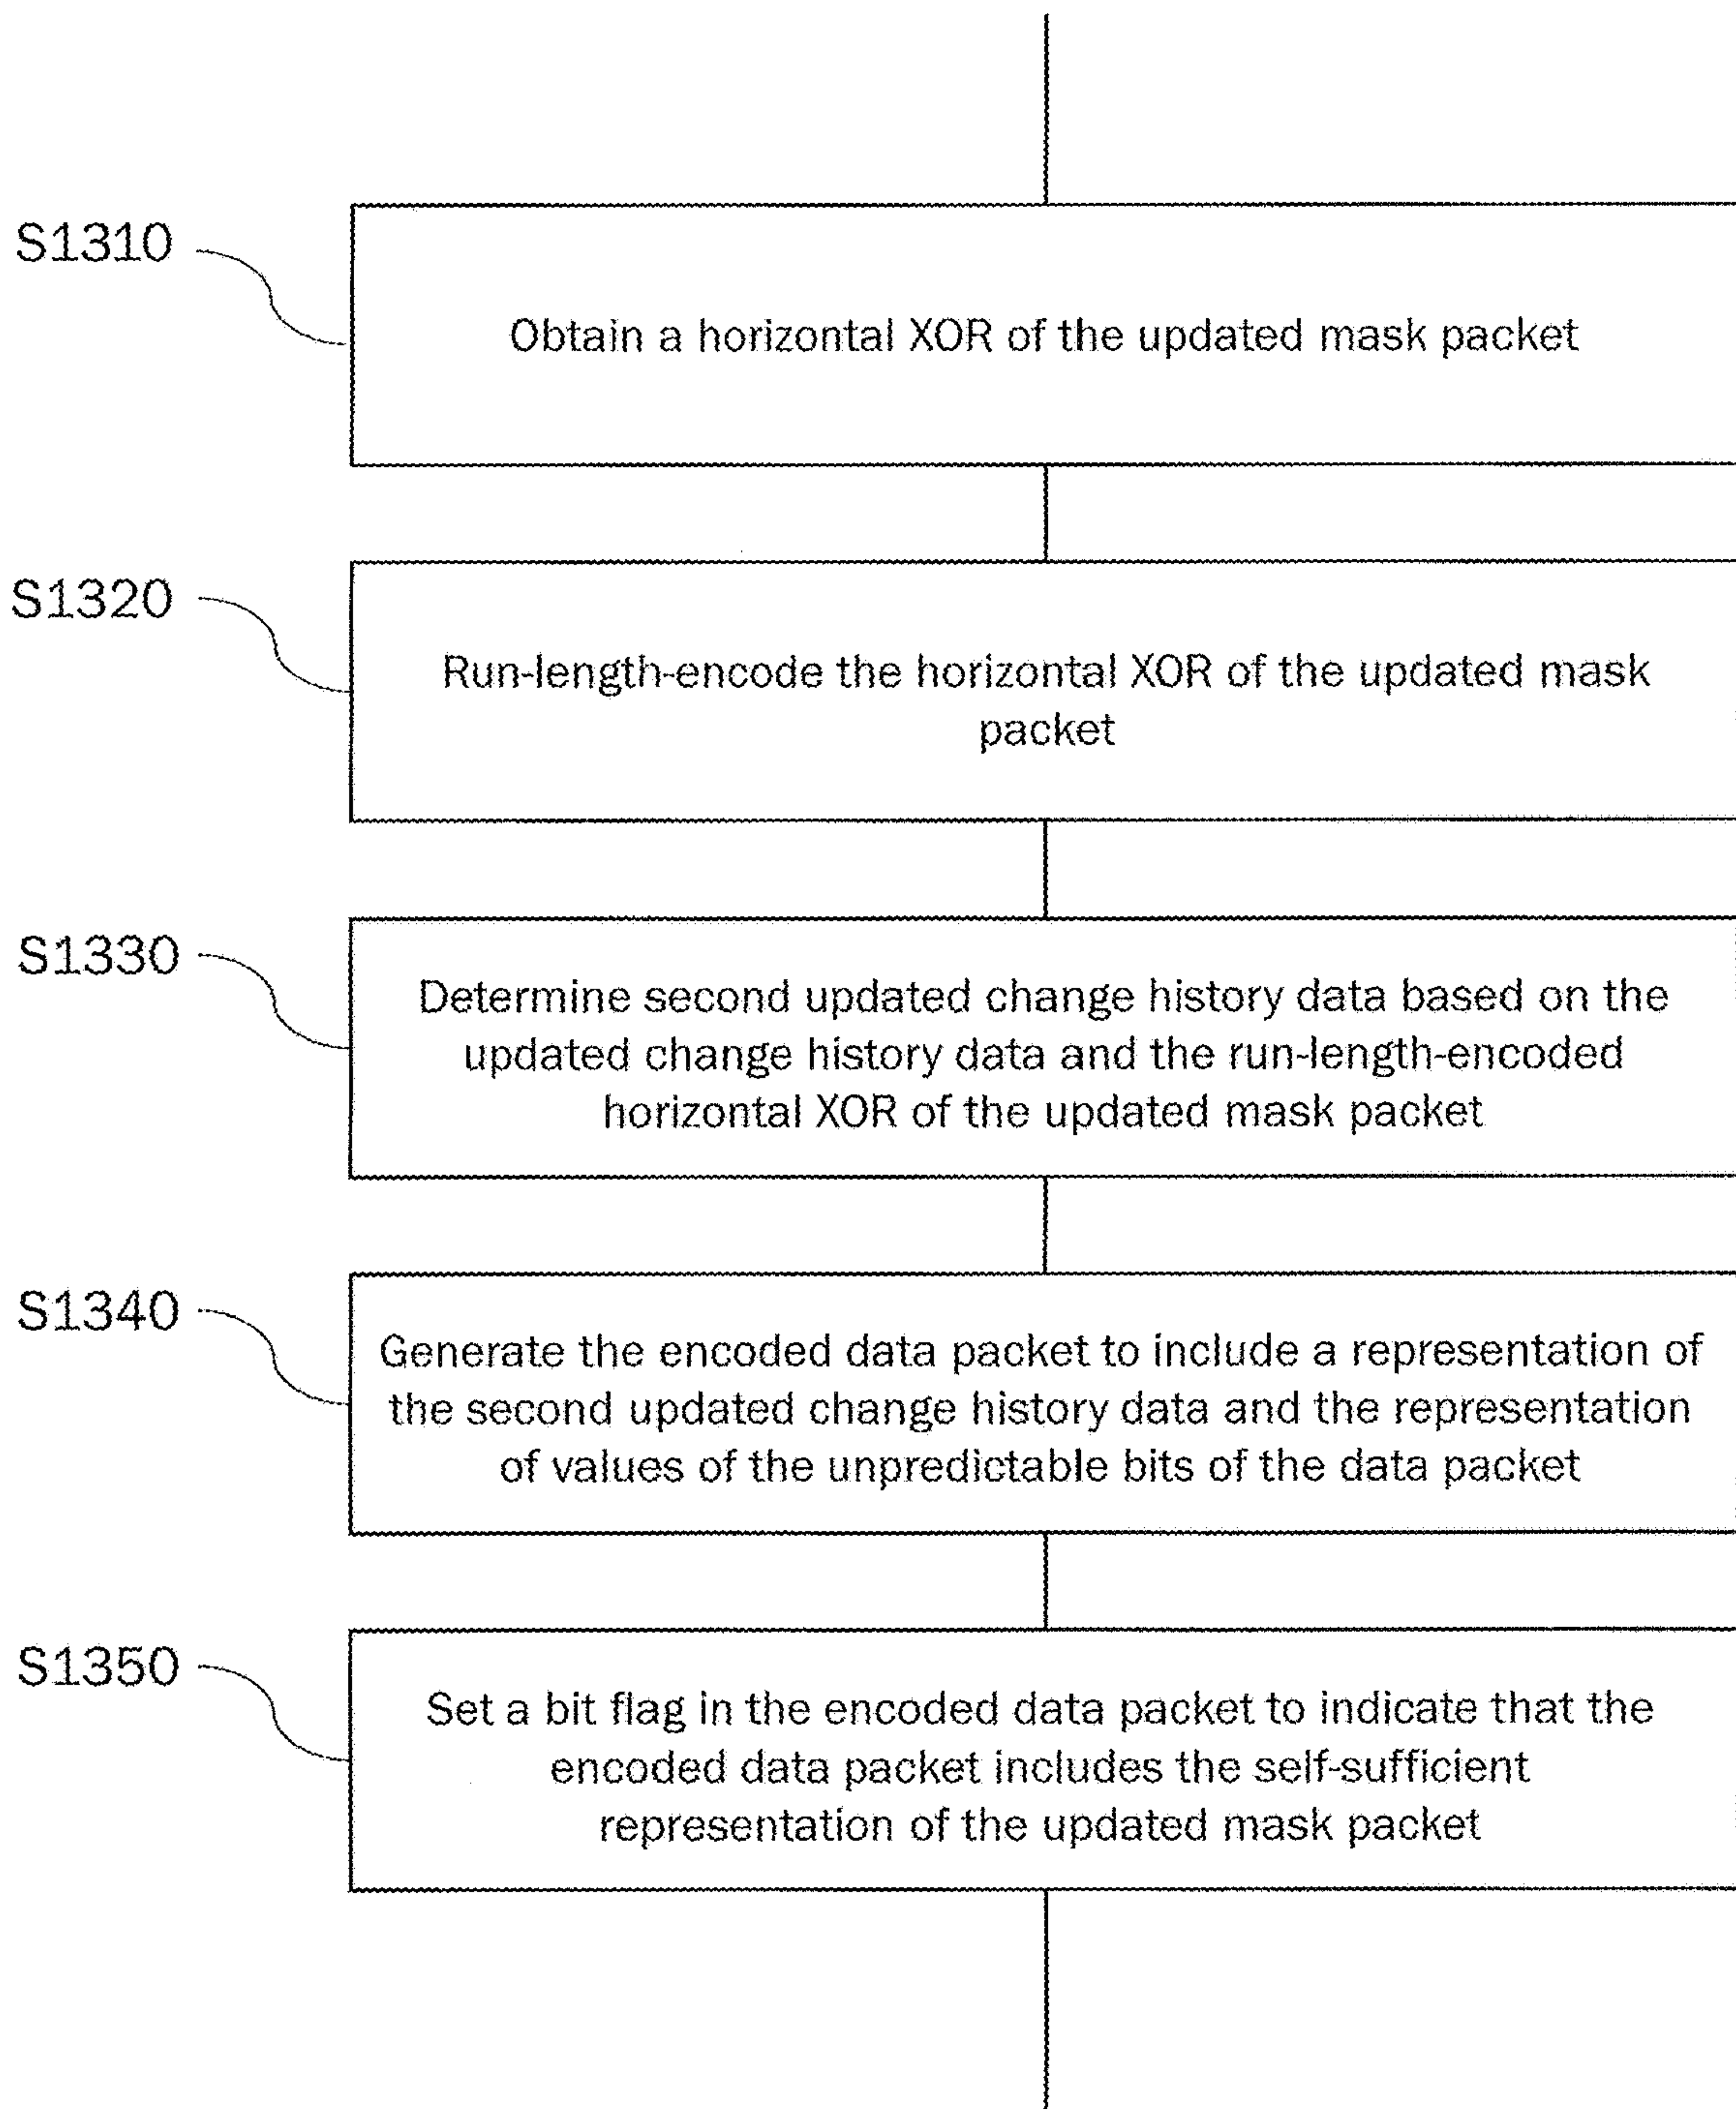 S1310
Obtain a horizontal XOR of the updated mask packet
S1320
Run-length-encode the horizontal XOR of the updated mask
packet
S1330
Determine second updated change history data based on the
updated change history data and the run-length-encoded
horizontal XOR of the updated mask packet
S1340
Generate the encoded data packet to include a representation of
the second updated change history data and the representation
of values of the unpredictable bits of the data packet
S1350
Set a bit flag in the encoded data packet to indicate that the
encoded data packet includes the self-sufficient
representation of the updated mask packet